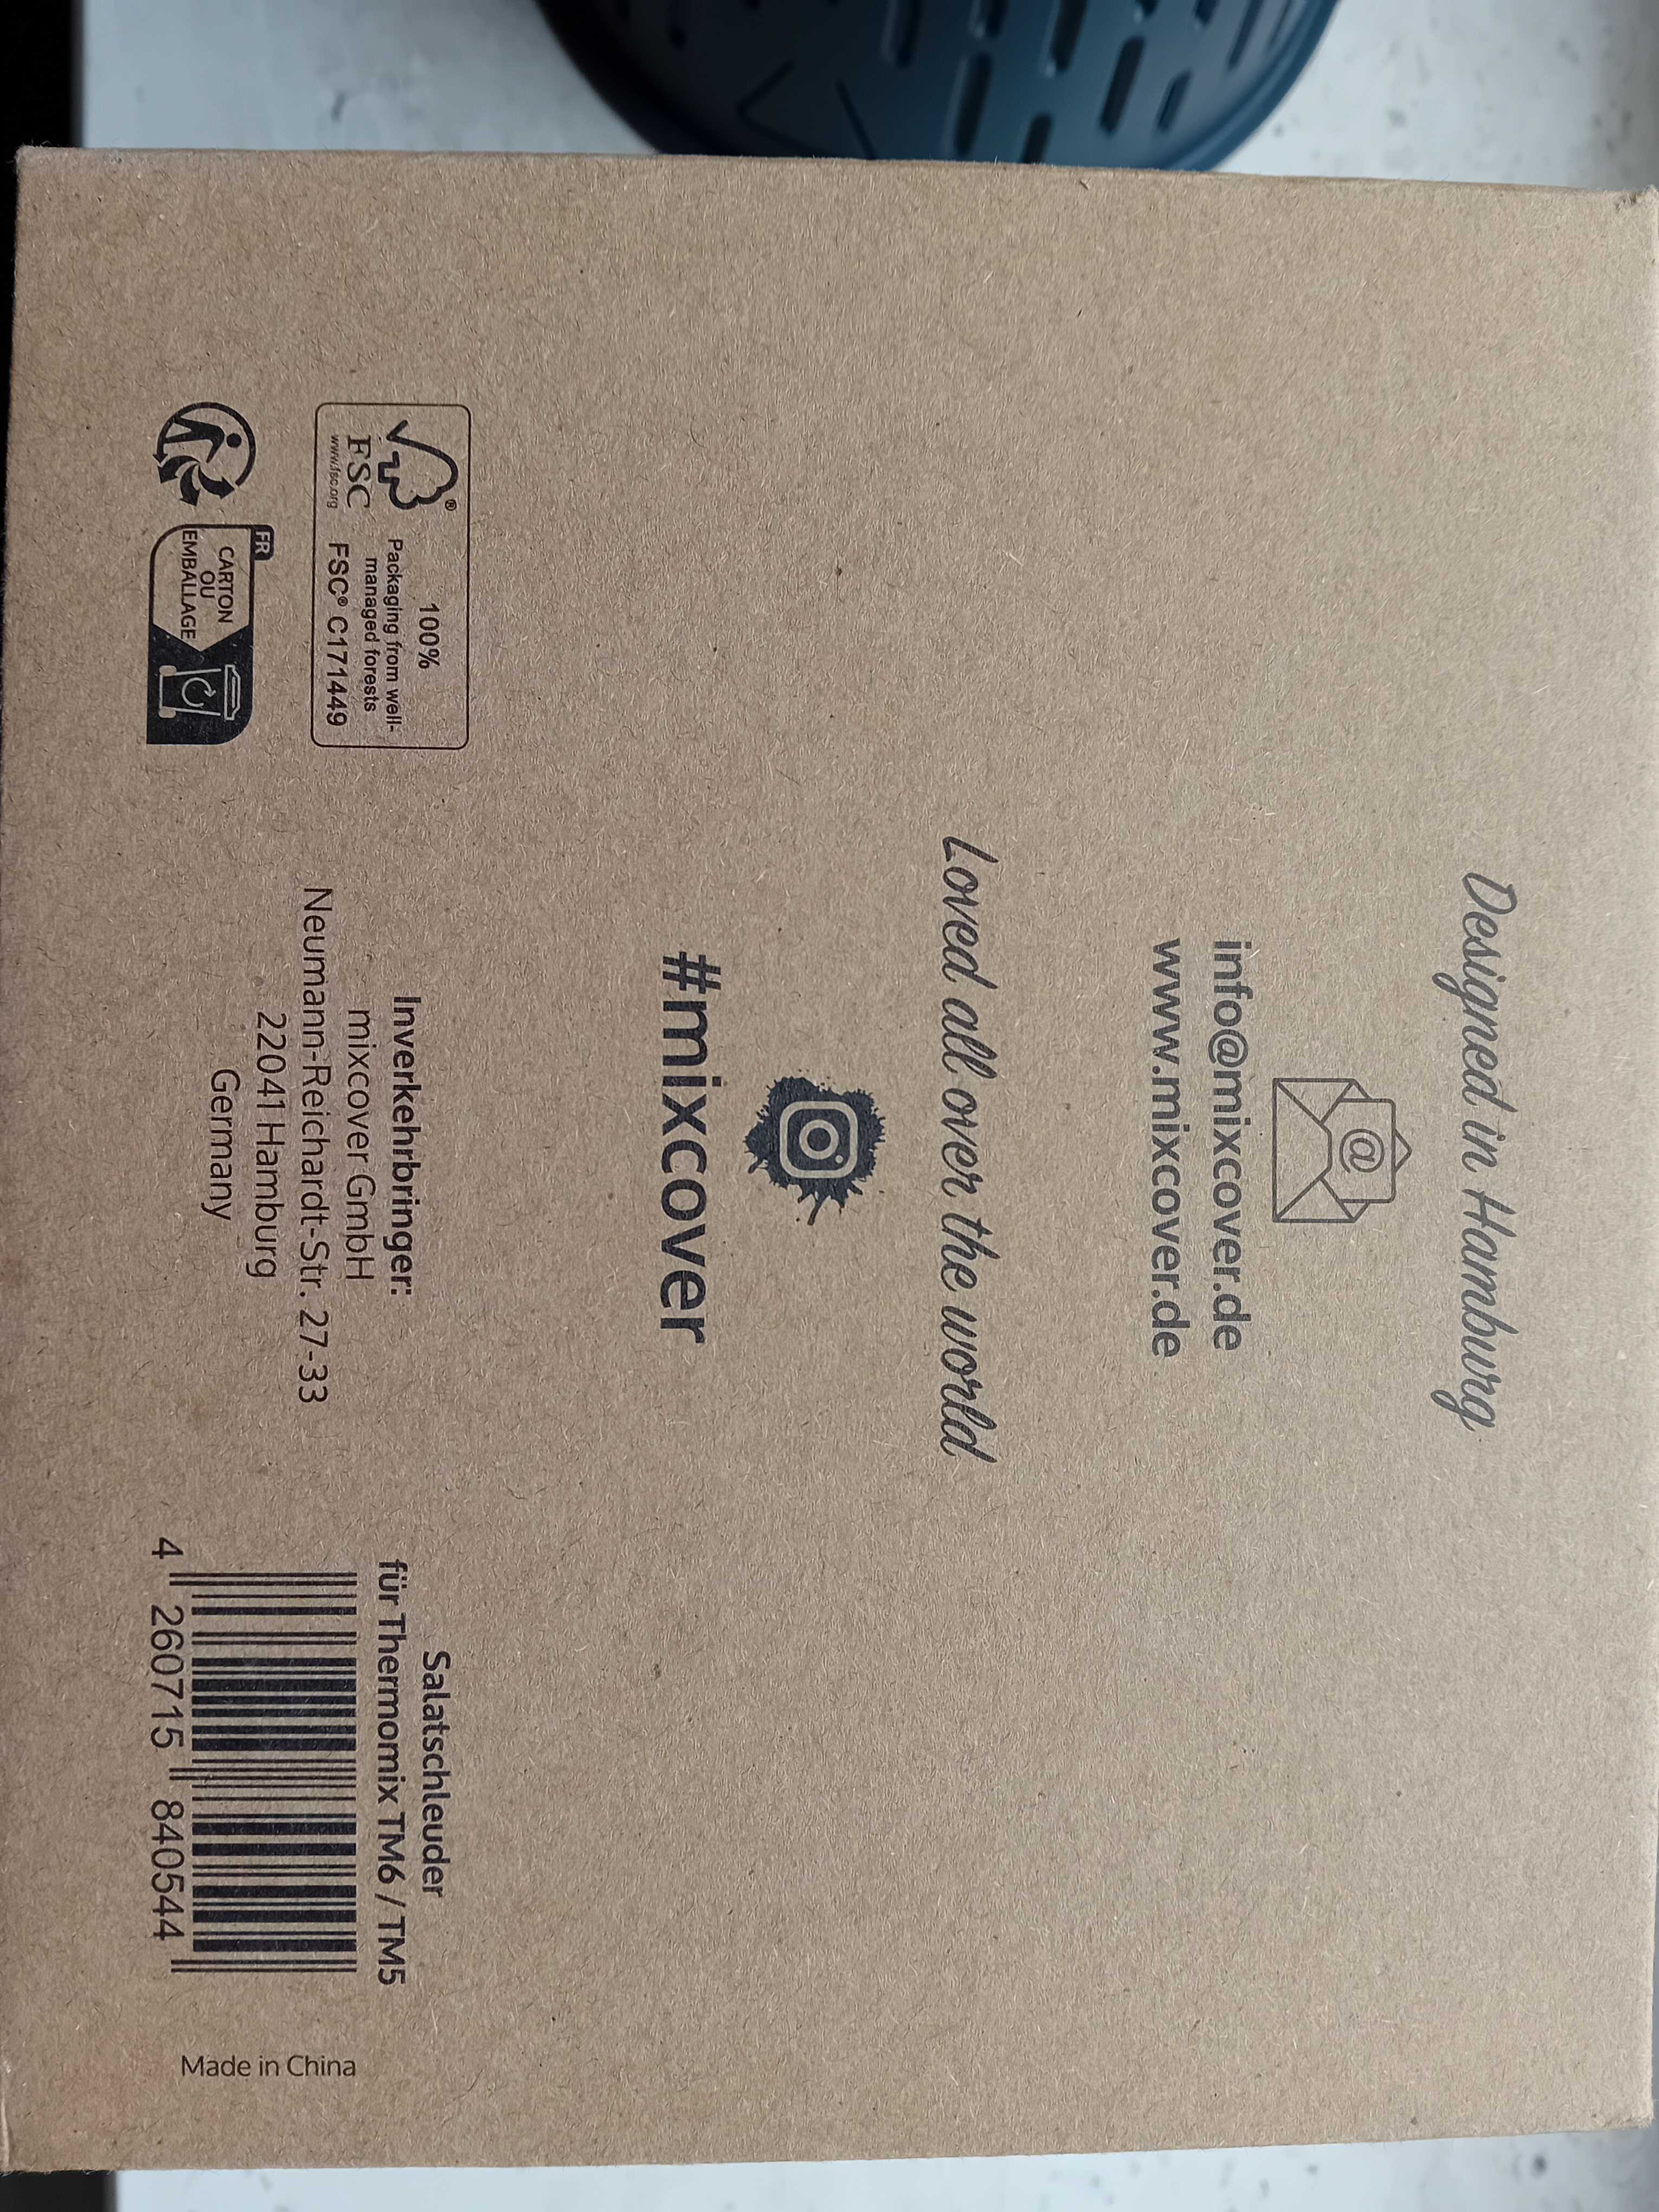 Designed in Hamburg
@
info@mixcover.de
www.mixcover.de
Loved all over the world
#mixcover
®
FSC
www.fsc.org
100%
Packaging from well-
managed forests
FSC® C171449
FR
CARTON
OU
EMBALLAGE
Inverkehrbringer:
mixcover GmbH
Neumann-Reichardt-Str. 27-33
22041 Hamburg
Germany
Salatschleuder
für Thermomix TM6 / TM5
4 260715 840544
Made in China